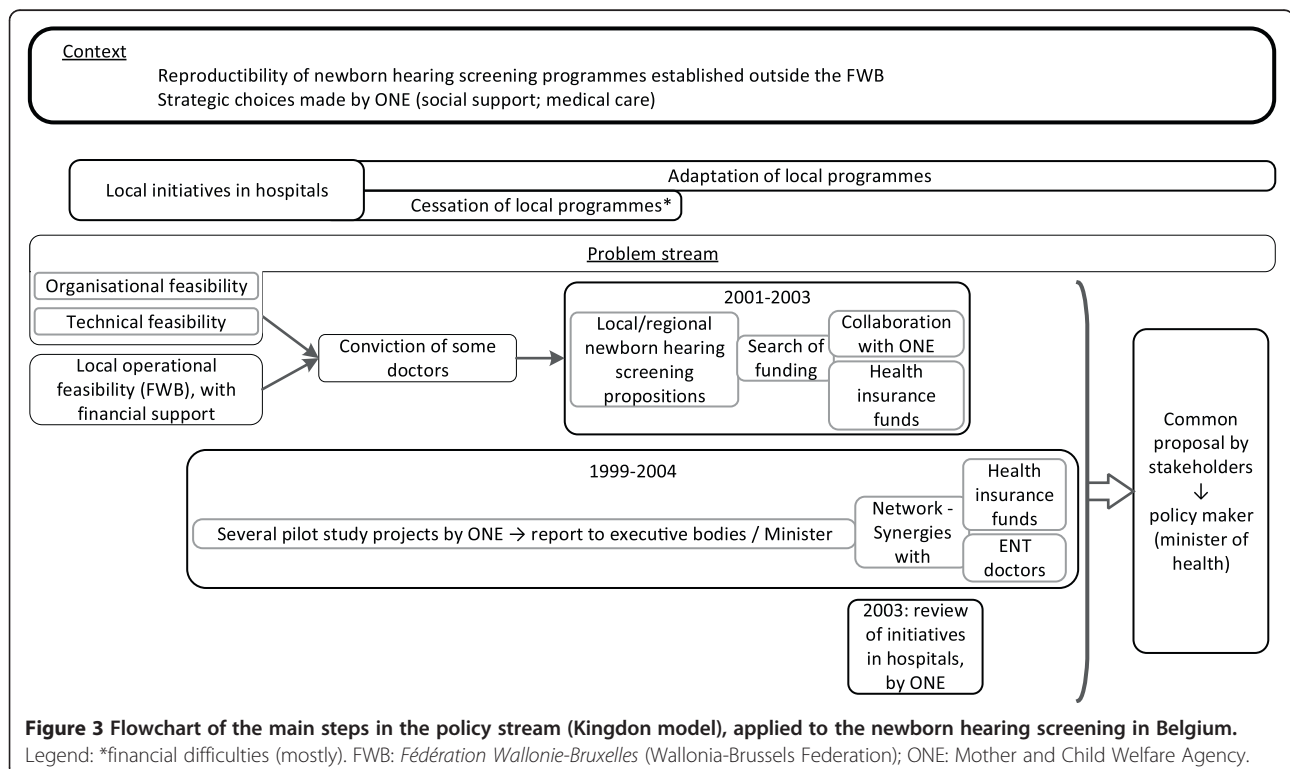 Context
Reproductibility of newborn hearing screening programmes established outside the FWB
Strategic choices made by ONE (social support; medical care)
Local initiatives in hospitals
Adaptation of local programmes
Cessation of local programmes*
Problem stream
Organisational feasibility
Technical feasibility
Local operational
feasibility (FWB), with
financial support
Conviction of some
doctors
2001-2003
Local/regional
newborn hearing
screening
propositions
Search of
funding
Collaboration
with ONE
Health
insurance
funds
1999-2004
Several pilot study projects by ONE → report to executive bodies / Minister
Network -
Synergies
with
Health
insurance
funds
ENT
doctors
2003: review
of initiatives
in hospitals,
by ONE
Common
proposal by
stakeholders
↓
policy maker
(minister of
health)
Figure 3 Flowchart of the main steps in the policy stream (Kingdon model), applied to the newborn hearing screening in Belgium.
Legend: *financial difficulties (mostly). FWB: Fédération Wallonie-Bruxelles (Wallonia-Brussels Federation); ONE: Mother and Child Welfare Agency.